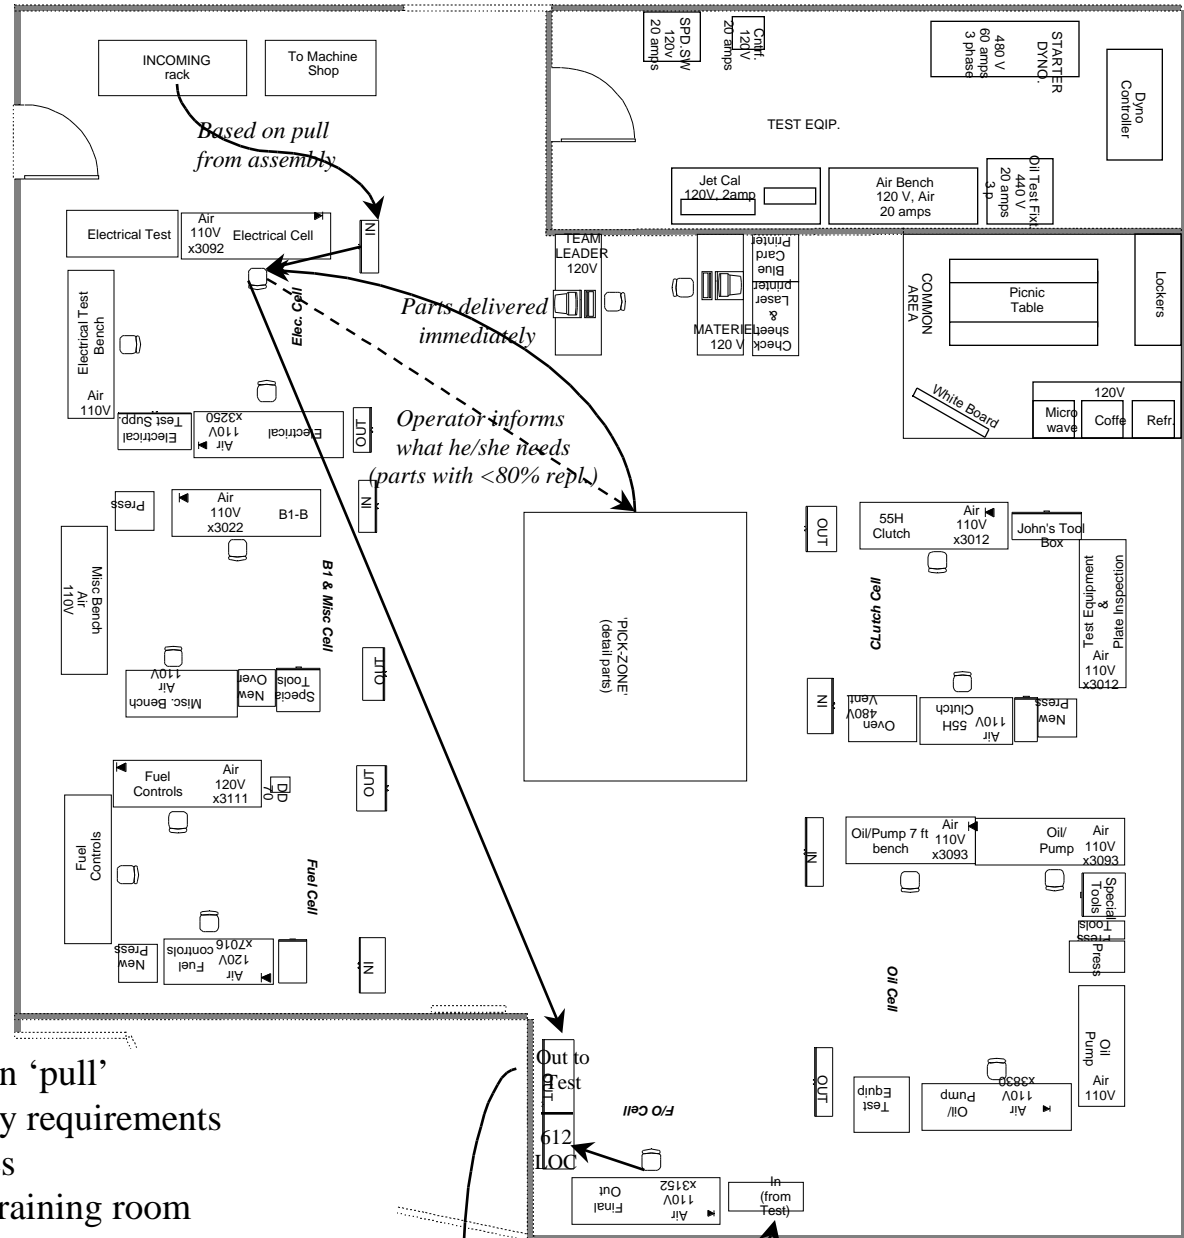 INCOMING
rack
To Machine
Shop
Based on pull
from assembly
SPD.SW
120v
20 amps
Cntrf.
120V
20 amps
STARTER
DYNO.
480 V
60 amps
3 phase
Dyno
Controller
TEST EQIP.
Jet Cal
120V, 2amp
Air Bench
120 V, Air
20 amps
Oil Test Fixt.
440 V
20 amps
3 p
Electrical Test
Air
110V
x3092
Electrical Cell
IN
Elec. Cell
Electrical Test
Bench
Air
110V
Electrical
Test Supp.
Air
110V
x3250
Electrical
OUT
Parts delivered
immediately
Operator informs
what he/she needs
(parts with <80% repl.)
TEAM
LEADER
120V
MATERIEL
120 V
Blue Card
Printer
Check
sheet
&
Laser
printer
COMMON
AREA
Picnic
Table
Lockers
White Board
120V
Micro
wave
Coffe
Refr.
Press
Air
110V
x3022
B1-B
IN
Misc Bench
Air
110V
B1 & Misc Cell
Misc. Bench
Air
110V
New
Over
Specia
Tools
OUT
'PICK-ZONE'
(detail parts)
OUT
55H
Clutch
Air
110V
x3012
John's Tool
Box
CLutch Cell
Test Equipment
&
Plate Inspection
Air
110V
x3012
IN
Oven
480V
Vent
55H
Clutch
Air
110V
New
Press
Fuel
Controls
Air
120V
x3111
DD
70
OUT
Fuel
Controls
Fuel Cell
New
Press
Fuel
controls
Air
120V
x7016
IN
IN
Oil/Pump 7 ft
bench
Air
110V
x3093
Oil/
Pump
Air
110V
x3093
Special
Tools
Press
Tools
Press
Oil Cell
Oil
Pump
Air
110V
OUT
Test
Equip
Oil/
Pump
Air
110V
x3830
Out to
Test
OUT
612
LOC
F/O Cell
Final
Out
Air
110V
x3152
In
(from
Test)
n ‘pull’
y requirements
s
raining room